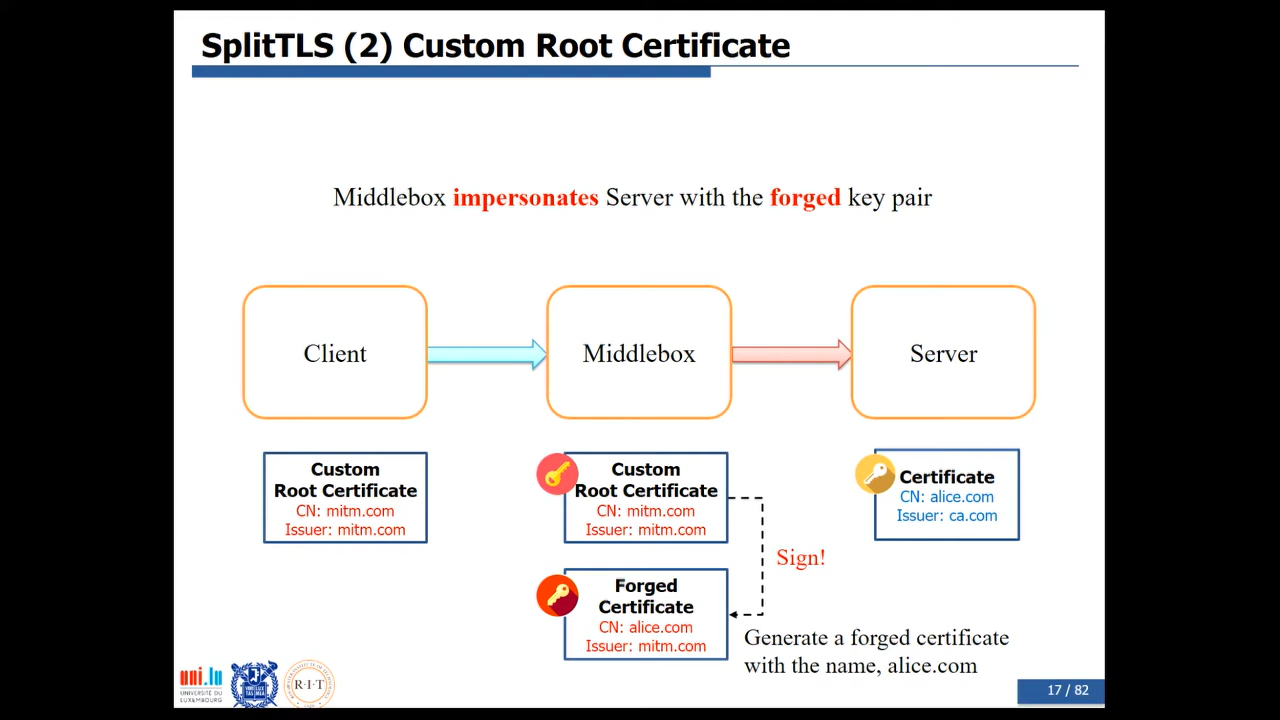 SplitTLS (2) Custom Root Certificate
Middlebox impersonates Server with the forged key pair
Client
Middlebox
Server
Custom
Root Certificate
CN: mitm.com
Issuer: mitm.com
Custom
Root Certificate
CN: mitm.com
Issuer: mitm.com
Certificate
CN: alice.com
Issuer: ca.com
Sign!
Forged
Certificate
CN: alice.com
Issuer: mitm.com
Generate a forged certificate
with the name, alice.com
uni.lu
UNIVERSITÉ DU
LUXEMBOURG
R·I·T
17 / 82